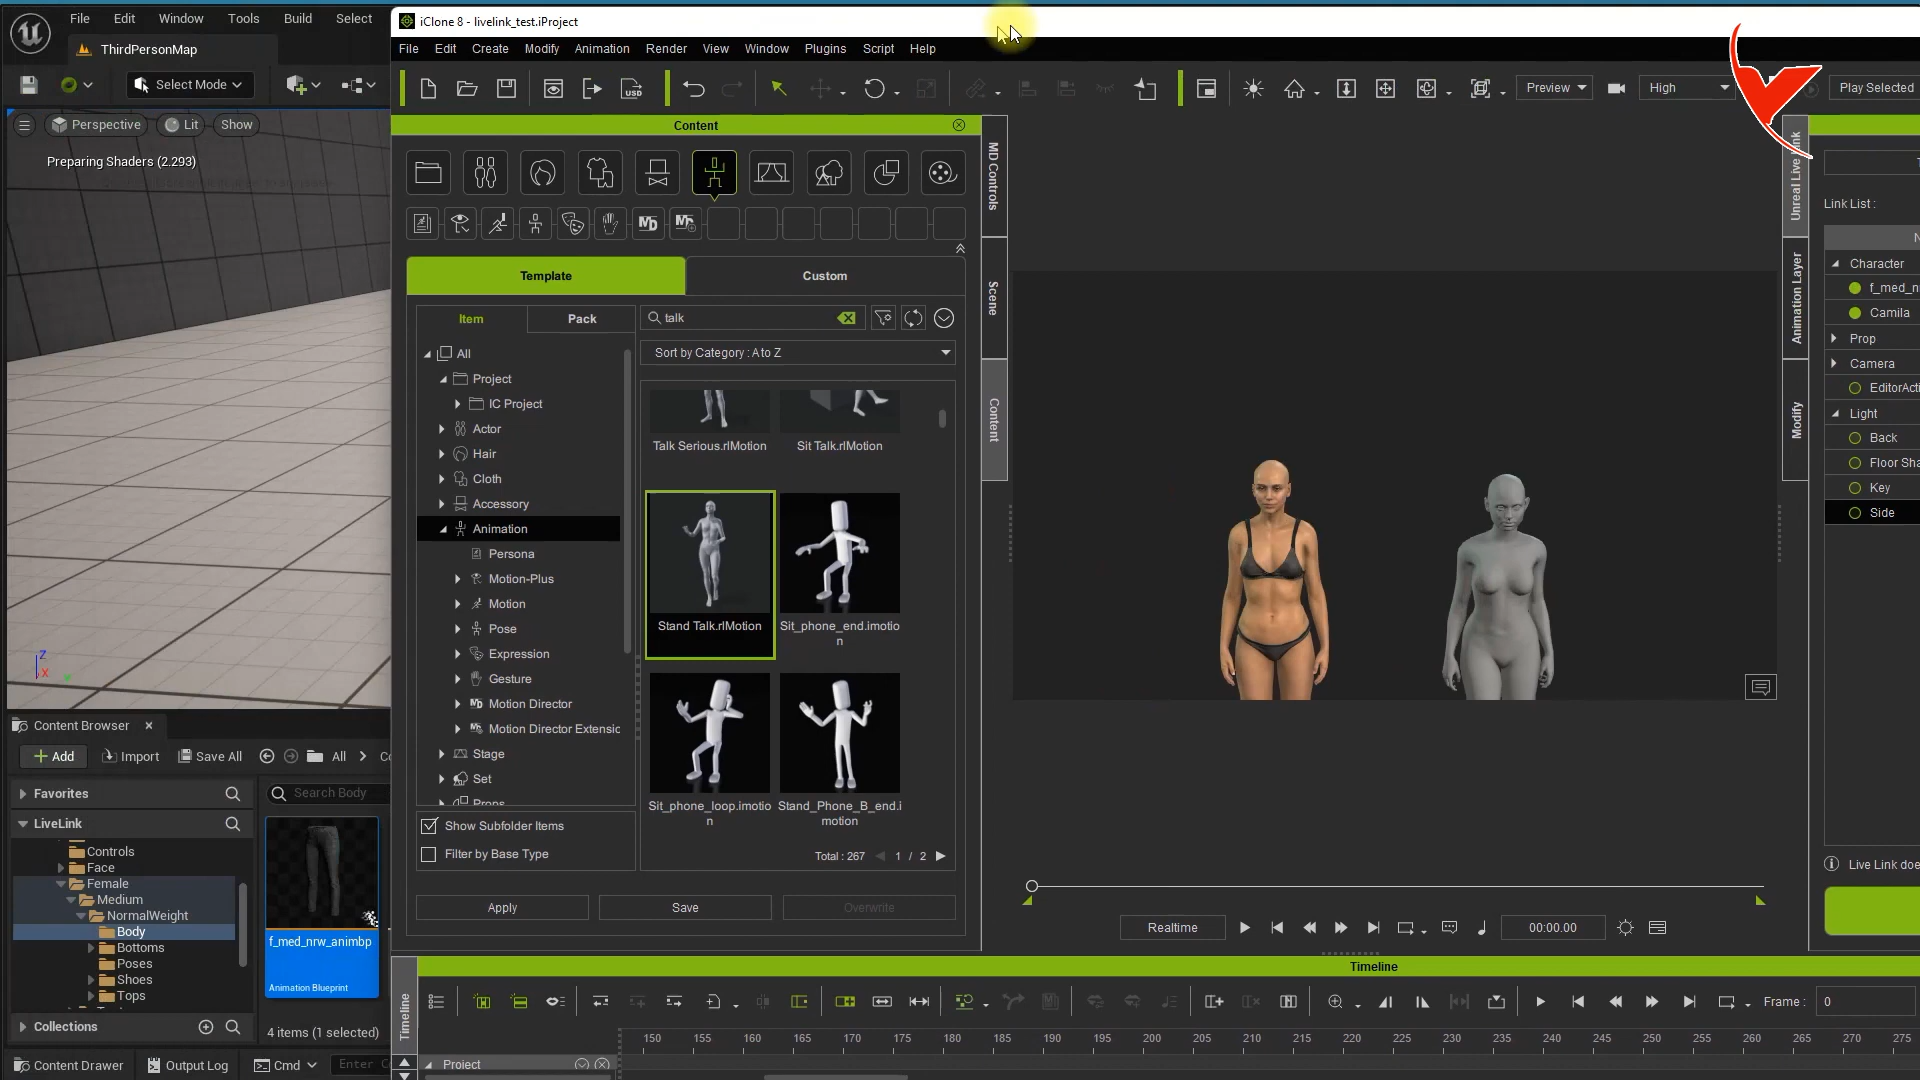 File Edit Window Tools Build Select
ThirdPersonMap
Select Mode
Perspective Lit Show
Preparing Shaders (2.293)
Z
X
iClone 8 - livelink_test.iProject
File Edit Create Modify Animation Render View Window Plugins Script Help
USD
Preview
High
Play Selected
Content
MD Controls
Scene
Content
Template
Custom
Item
Pack
talk
Sort by Category : A to Z
All
Project
IC Project
Actor
Hair
Cloth
Accessory
Animation
Persona
Motion-Plus
Motion
Pose
Expression
Gesture
Motion Director
Motion Director Extensic
Stage
Set
Props
Show Subfolder Items
Filter by Base Type
Talk Serious.rlMotion
Sit Talk.rlMotion
Stand Talk.rlMotion
Sit_phone_end.imotio
n
Sit_phone_loop.imotio
n
Stand_Phone_B_end.i
motion
Total : 267
1 / 2
Apply
Save
Overwrite
Unreal Live Link
Animation Layer
Modify
Link List :
Character
f_med_nr
Camila
Prop
Camera
EditorActi
Light
Back
Floor Sha
Key
Side
Live Link doe
Realtime
00:00.00
Timeline
Timeline
Frame :
0
150 155 160 165 170 175 180 185 190 195 200 205 210 215 220 225 230 235 240 245 250 255 260 265 270 275
Project
Content Browser
Add
Import
Save All
All
Favorites
LiveLink
Controls
Face
Female
Medium
NormalWeight
Body
Bottoms
Poses
Shoes
Tops
Collections
Search Body
f_med_nrw_animbp
Animation Blueprint
4 items (1 selected)
Content Drawer
Output Log
Cmd